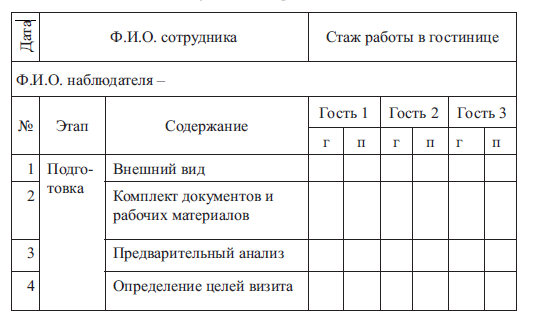 Дата
Ф.И.О. сотрудника
Стаж работы в гостинице
Ф.И.О. наблюдателя –
№ Этап Содержание Гость 1 Гость 2 Гость 3
г п г п г п
1 Подго- Внешний вид
товка
2 Комплект документов и
рабочих материалов
3 Предварительный анализ
4 Определение целей визита